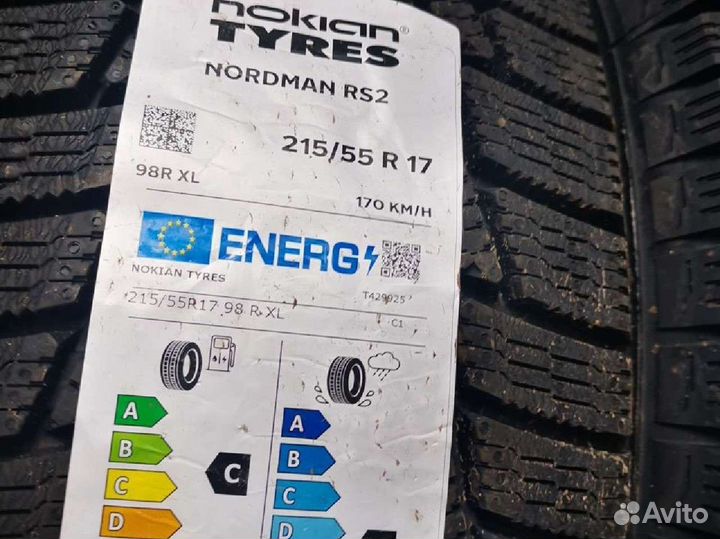 nokian®
TYRES
NORDMAN RS2
215/55 R 17
98R XL
170 KM/H
ENERG
NOKIAN TYRES
T429925
215/55R17 98 R XL
C1
A
B
C
D
C
A
B
C
D
Avito